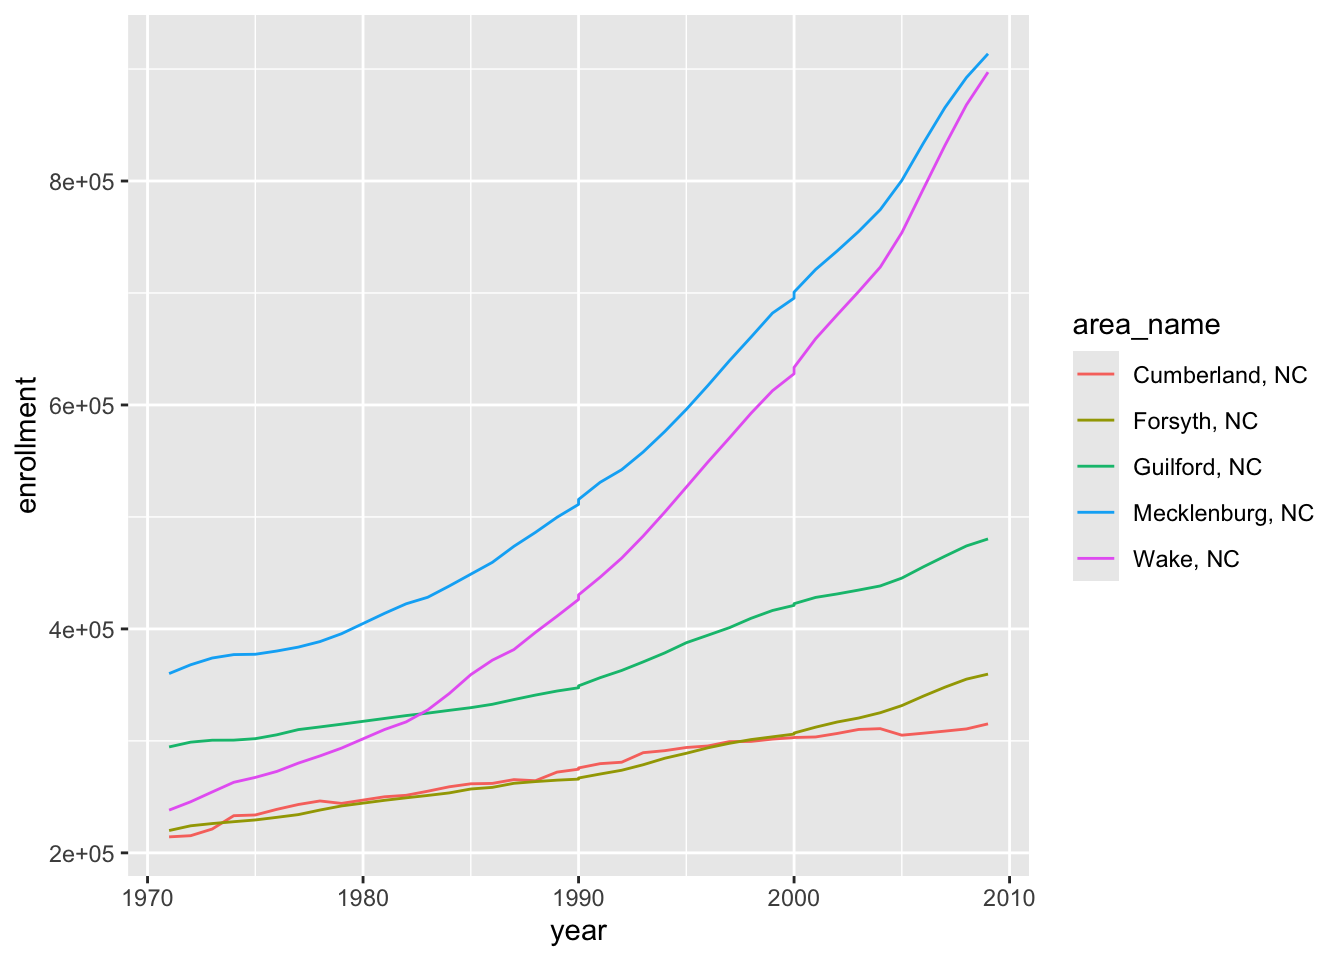 8e+05
6e+05
4e+05
2e+05
enrollment
1970
1980
1990
2000
2010
year
area_name
Cumberland, NC
Forsyth, NC
Guilford, NC
Mecklenburg, NC
Wake, NC